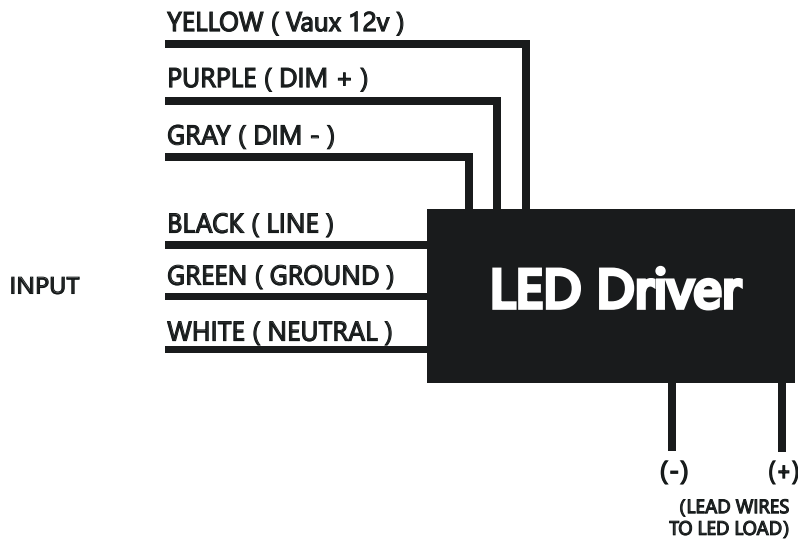 YELLOW ( Vaux 12v )
PURPLE ( DIM + )
GRAY ( DIM - )
BLACK ( LINE )
INPUT
GREEN ( GROUND )
WHITE ( NEUTRAL )
LED Driver
(-)
(+)
(LEAD WIRES
TO LED LOAD)